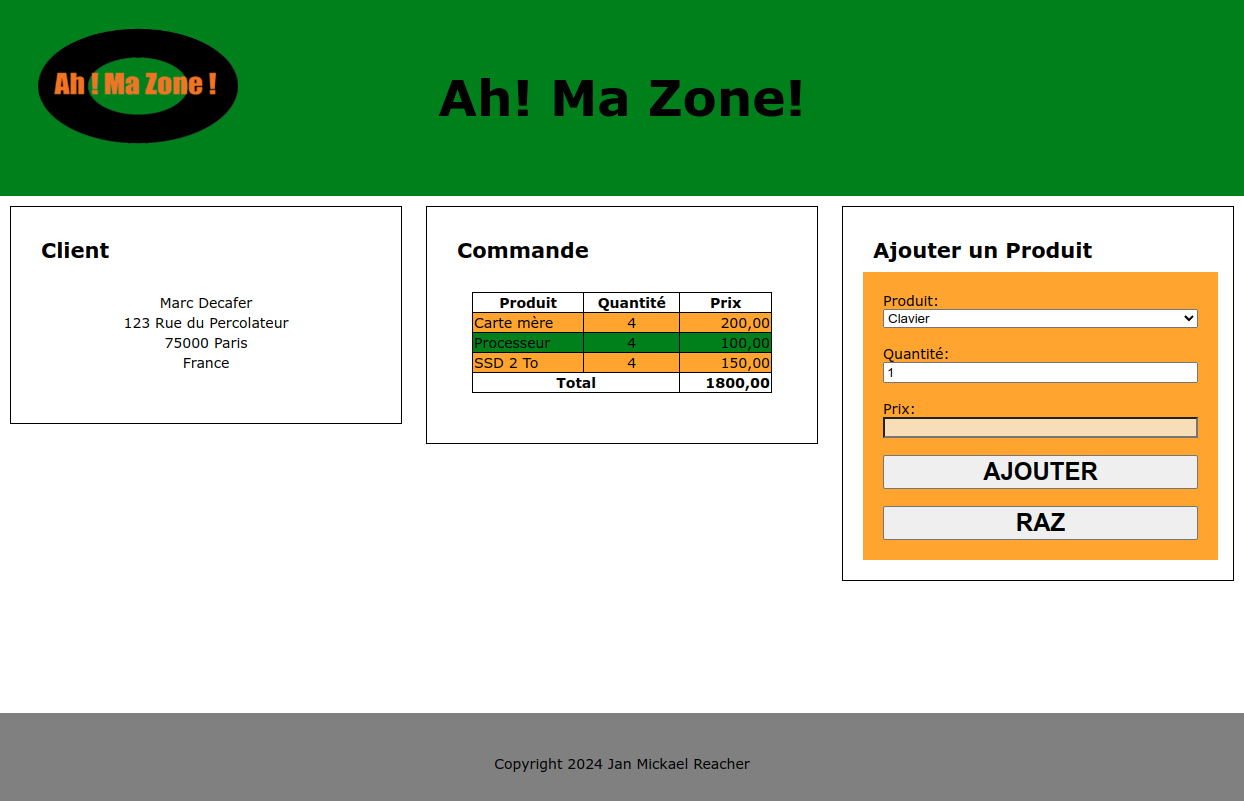 Ah ! Ma Zone !
Ah! Ma Zone!
Client
Marc Decafer
123 Rue du Percolateur
75000 Paris
France
Commande
Produit Quantité Prix
Carte mère 4 200,00
Processeur 4 100,00
SSD 2 To 4 150,00
Total 1800,00
Ajouter un Produit
Produit:
Clavier
Quantité:
1
Prix:
AJOUTER
RAZ
Copyright 2024 Jan Mickael Reacher